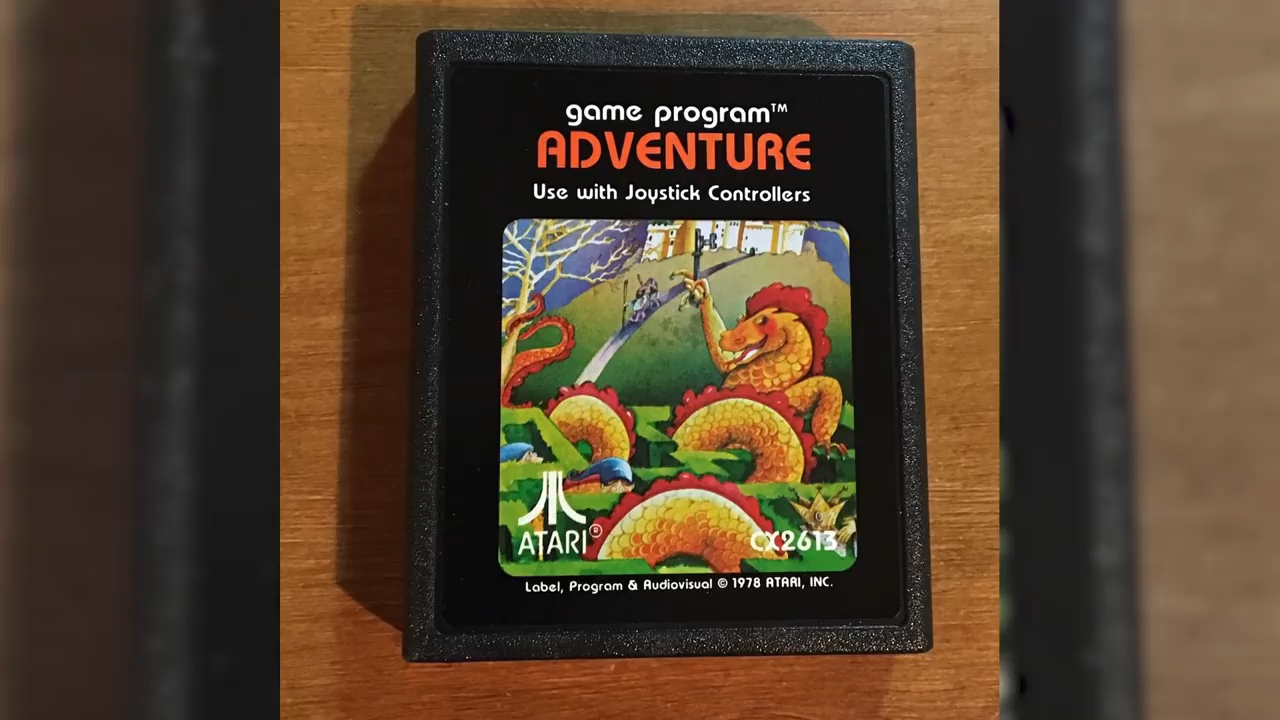 game program™
ADVENTURE
Use with Joystick Controllers
ATARI®
CX2613
Label, Program & Audiovisual © 1978 ATARI, INC.